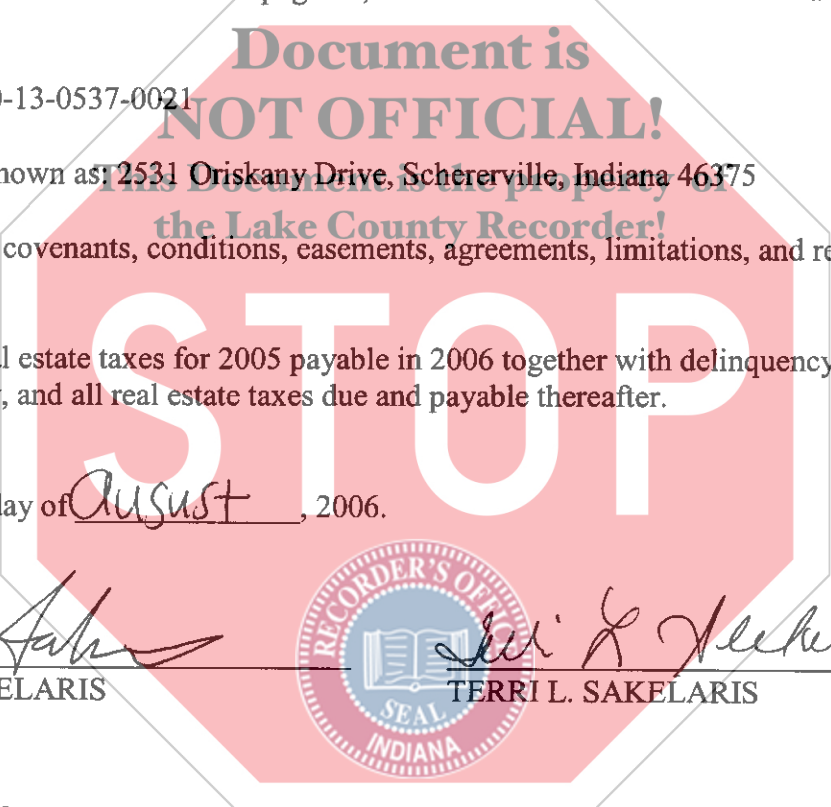 Document is
0-13-0537-0021
NOT OFFICIAL!
nown as: 2531 Oriskany Drive, Schererville, Indiana 46375
This Document is the property of
the Lake County Recorder!
covenants, conditions, easements, agreements, limitations, and re
STOP
l estate taxes for 2005 payable in 2006 together with delinquency
, and all real estate taxes due and payable thereafter.
day of August, 2006.
RECORDER'S OFFICE
SEAL
INDIANA
ELARIS
TERRI L. SAKELARIS